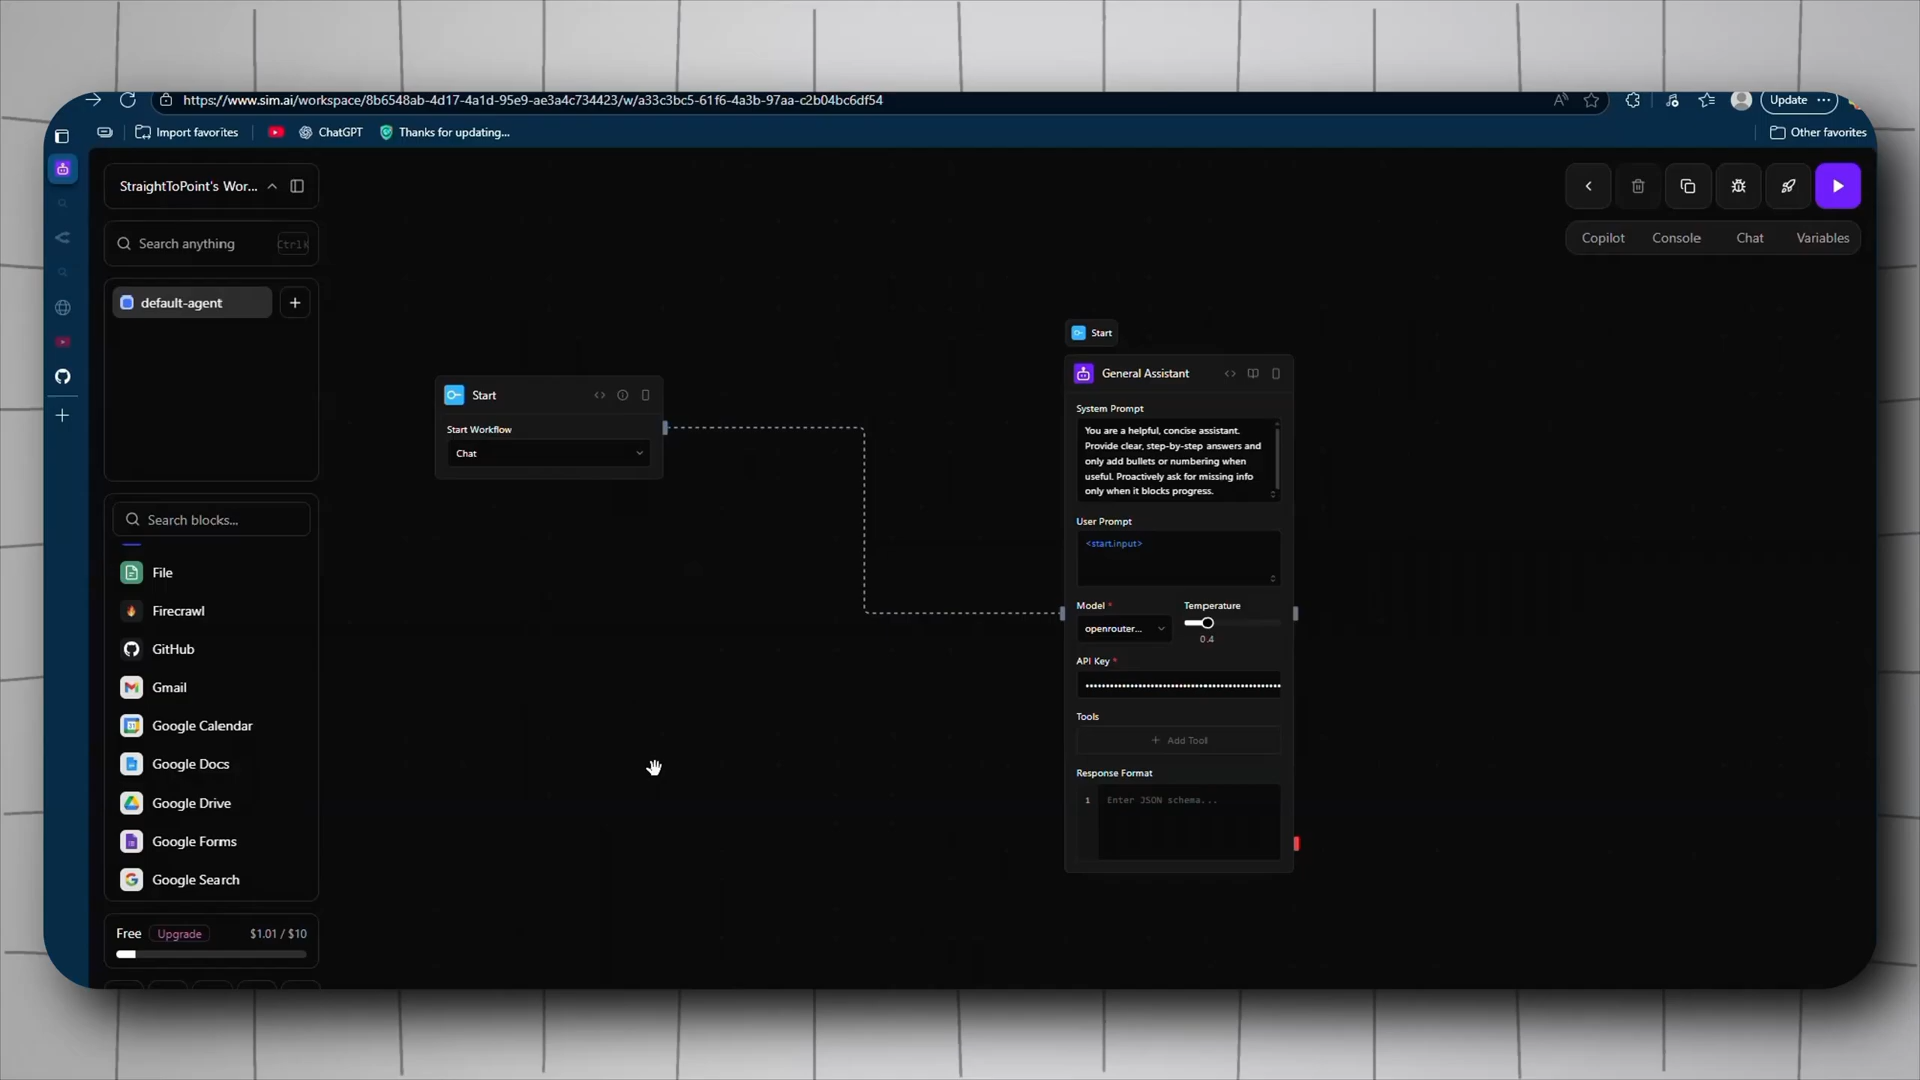 https://www.sim.ai/workspace/8b6548ab-4d17-4a1d-95e9-ae3a4c734423/w/a33c3bc5-61f6-4a3b-97aa-c2b04bc6df54
Update
Import favorites
ChatGPT
Thanks for updating...
Other favorites
StraightToPoint's Wor...
Search anything
CtrlK
default-agent
Search blocks...
File
Firecrawl
GitHub
Gmail
Google Calendar
Google Docs
Google Drive
Google Forms
Google Search
Free
Upgrade
$1.01 / $10
Copilot
Console
Chat
Variables
Start
Start Workflow
Chat
Start
General Assistant
System Prompt
You are a helpful, concise assistant.
Provide clear, step-by-step answers and
only add bullets or numbering when
useful. Proactively ask for missing info
only when it blocks progress.
User Prompt
<start.input>
Model *
Temperature
openrouter...
0.4
API Key *
Tools
+ Add Tool
Response Format
1
Enter JSON schema...